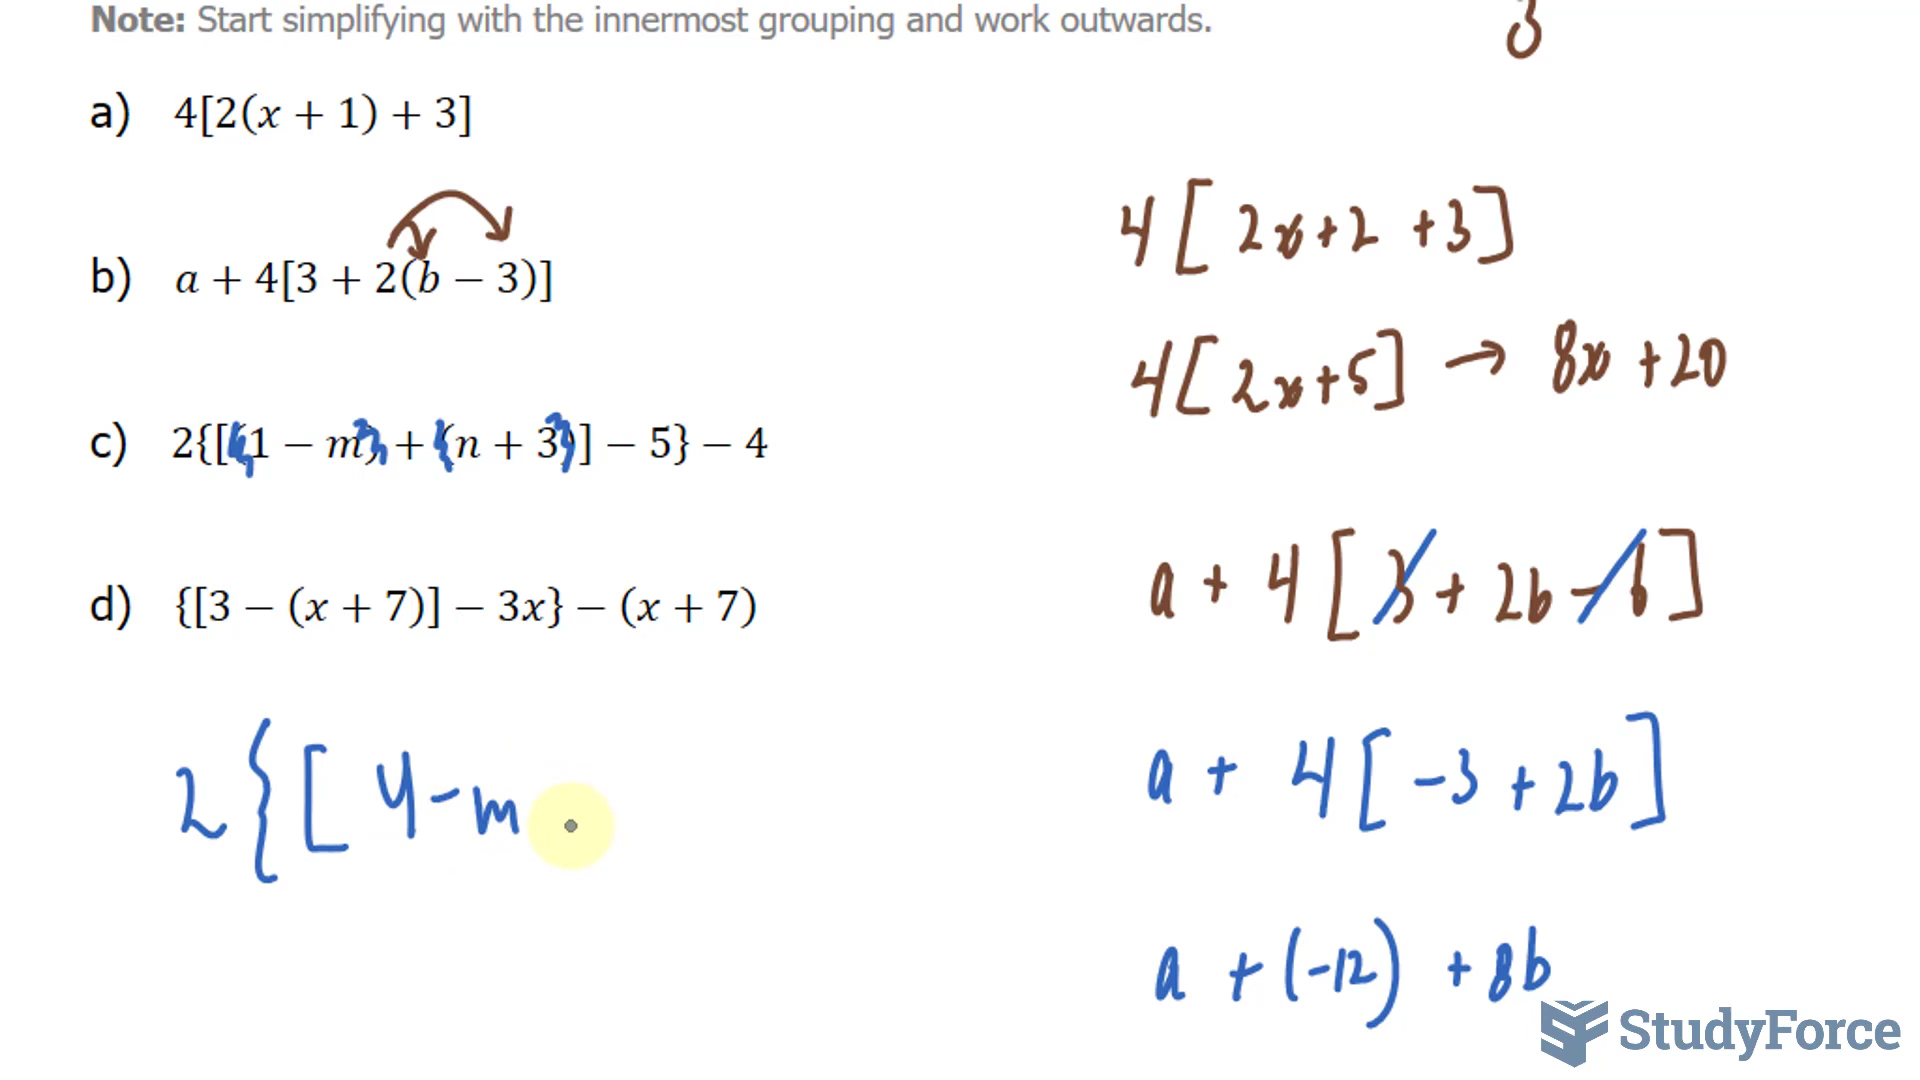 Note: Start simplifying with the innermost grouping and work outwards.
3
a) 4[2(x + 1) + 3]
4[2x+2 +3]
b) a + 4[3 + 2(b − 3)]
4[2x+5] → 8x +20
c) 2{[(1 − m) + (n + 3)] − 5} − 4
d) {[3 − (x + 7)] − 3x} − (x + 7)
a + 4[3 + 2b − 6]
2{[4−m
a + 4[−3 + 2b]
a + (−12) + 8b
StudyForce